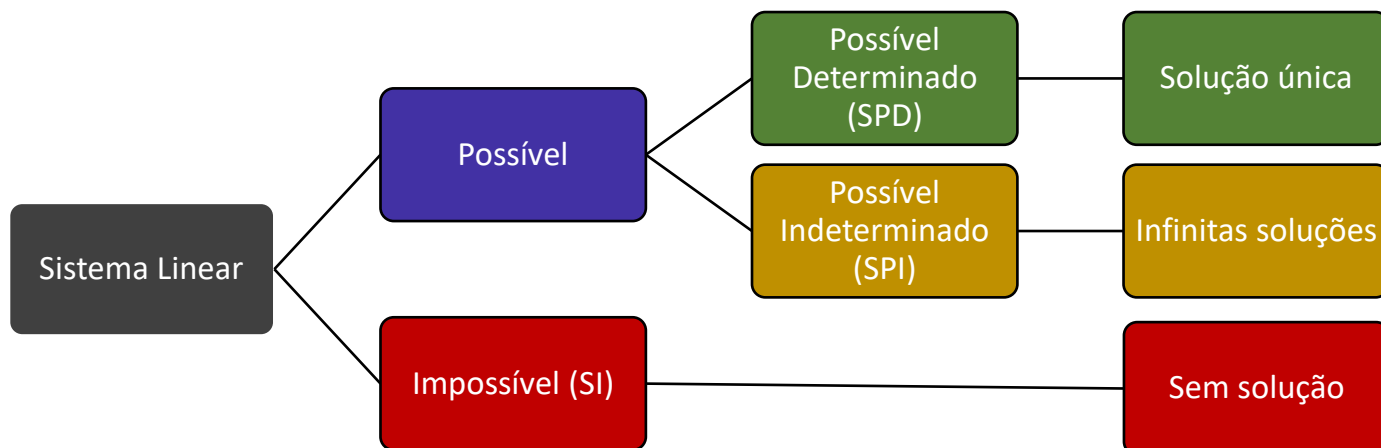 Sistema Linear
Possível
Possível
Determinado
(SPD)
Solução única
Possível
Indeterminado
(SPI)
Infinitas soluções
Impossível (SI)
Sem solução